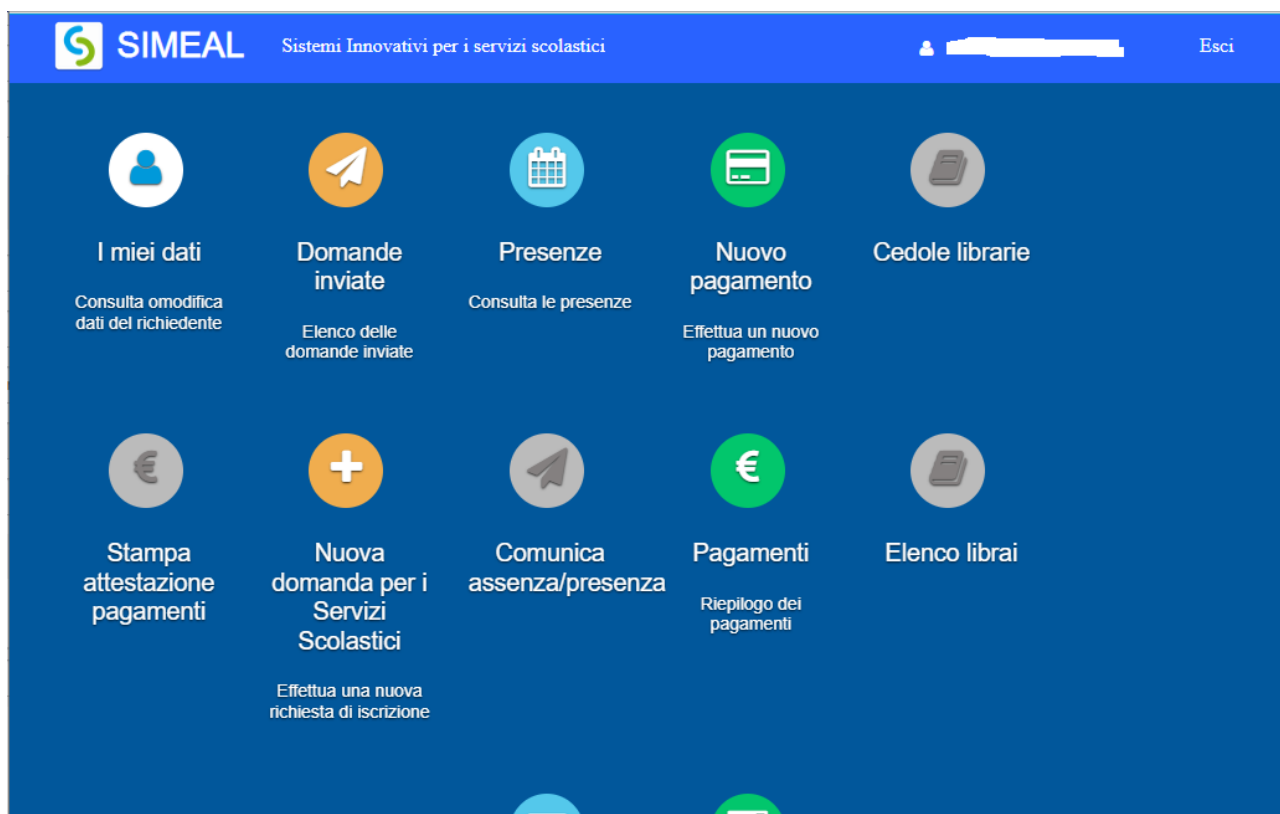 SIMEAL
Sistemi Innovativi per i servizi scolastici
Esci
I miei dati
Consulta omodifica
dati del richiedente
Domande
inviate
Elenco delle
domande inviate
Presenze
Consulta le presenze
Nuovo
pagamento
Effettua un nuovo
pagamento
Cedole librarie
Stampa
attestazione
pagamenti
Nuova
domanda per i
Servizi
Scolastici
Effettua una nuova
richiesta di iscrizione
Comunica
assenza/presenza
Pagamenti
Riepilogo dei
pagamenti
Elenco librai